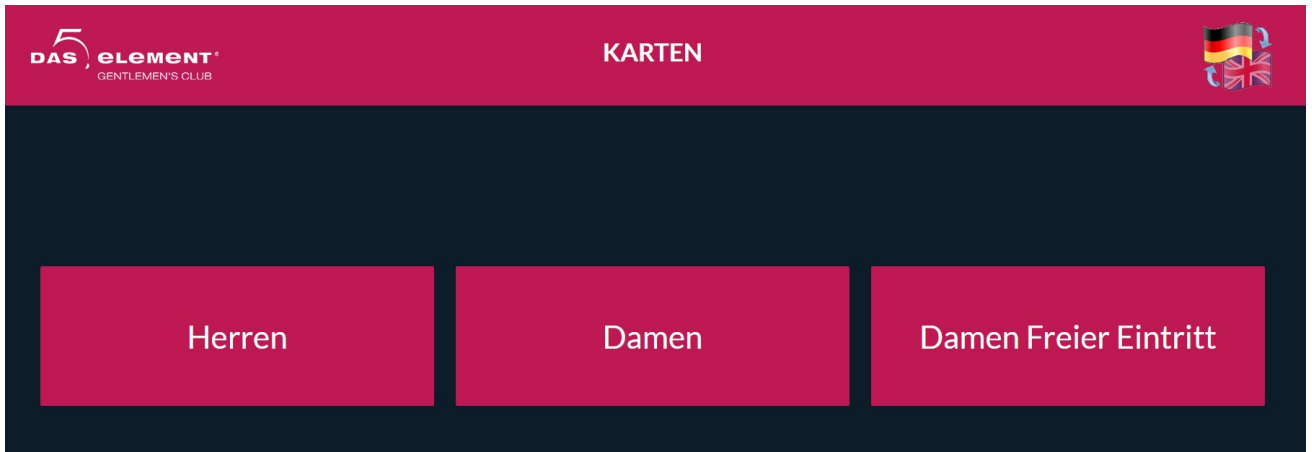 DAS 5 ELEMENT®
GENTLEMEN'S CLUB
KARTEN
Herren
Damen
Damen Freier Eintritt